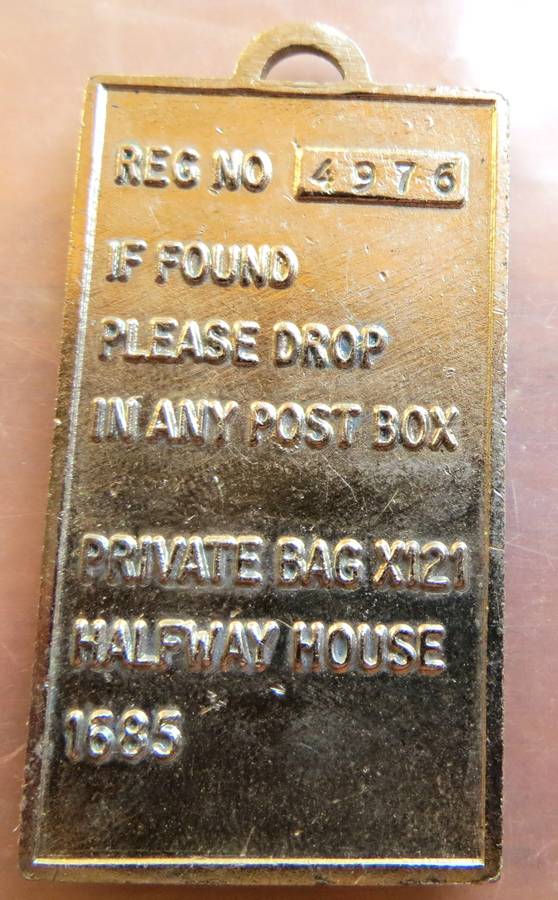 REG NO 4976
IF FOUND
PLEASE DROP
IN ANY POST BOX
PRIVATE BAG X121
HALFWAY HOUSE
1685